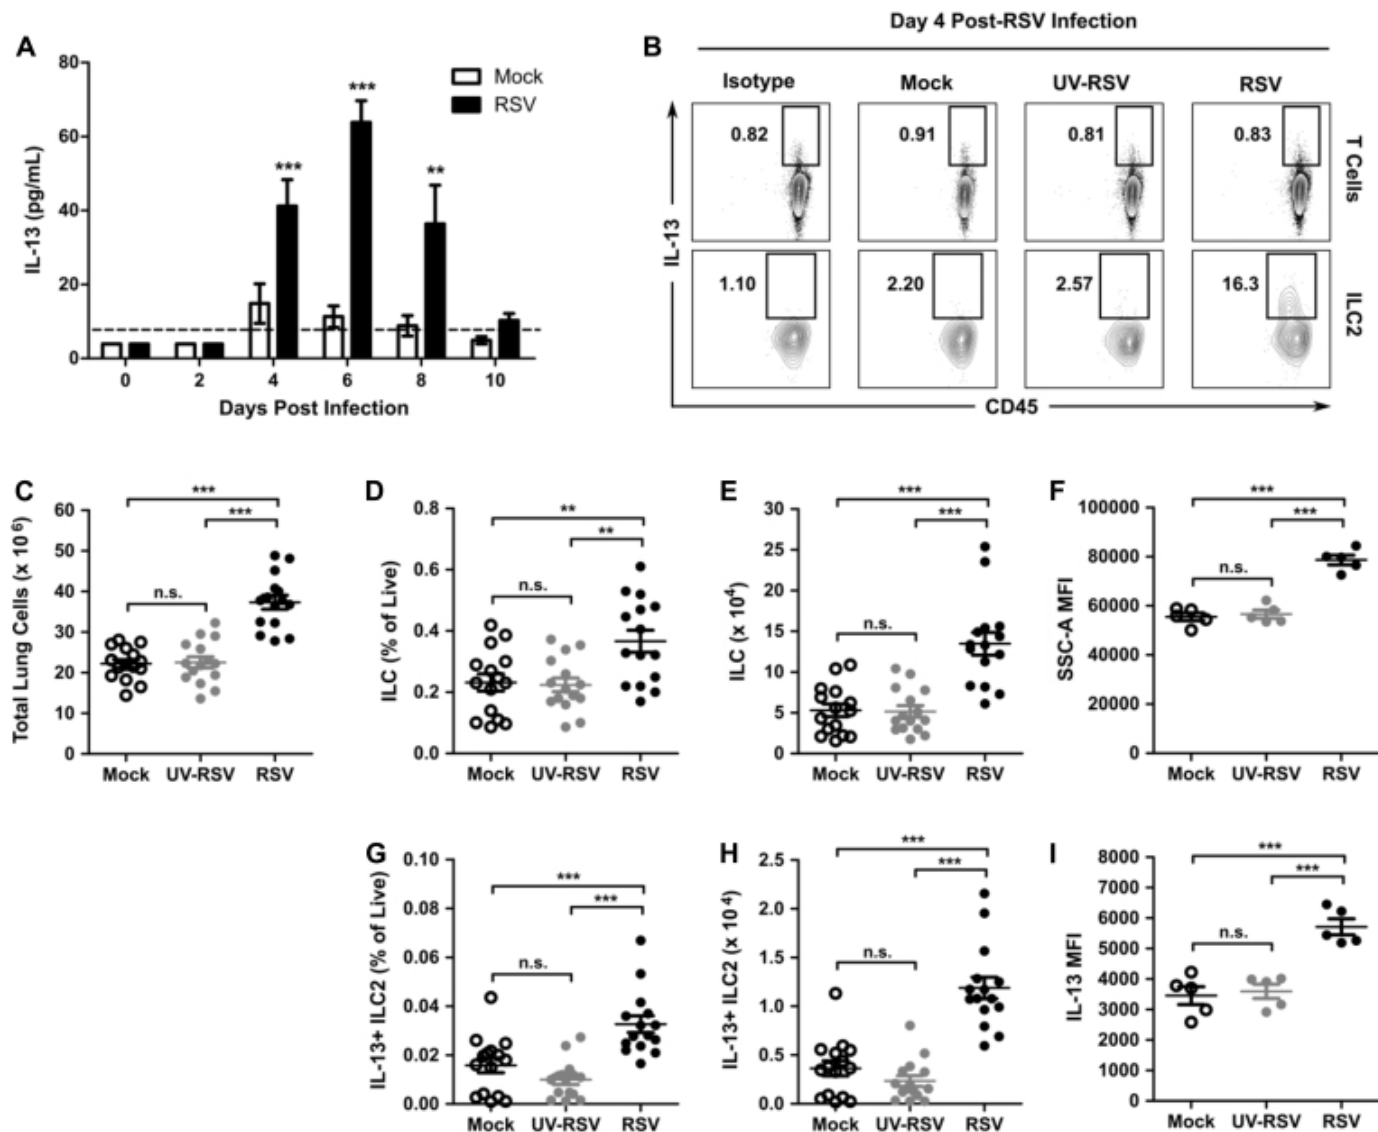 Day 4 Post-RSV Infection
A
B
80
60
40
20
0
IL-13 (pg/mL)
Mock
RSV
***
***
**
0 2 4 6 8 10
Days Post Infection
Isotype Mock UV-RSV RSV
0.82 0.91 0.81 0.83
T Cells
1.10 2.20 2.57 16.3
ILC2
IL-13
CD45
C
Total Lung Cells (x 10⁶)
60
50
40
30
20
10
0
***
***
n.s.
Mock UV-RSV RSV
D
ILC (% of Live)
0.8
0.6
0.4
0.2
0.0
**
**
n.s.
Mock UV-RSV RSV
E
ILC (x 10⁴)
30
25
20
15
10
5
0
***
***
n.s.
Mock UV-RSV RSV
F
SSC-A MFI
100000
80000
60000
40000
20000
0
***
***
n.s.
Mock UV-RSV RSV
G
IL-13+ ILC2 (% of Live)
0.10
0.08
0.06
0.04
0.02
0.00
***
***
n.s.
Mock UV-RSV RSV
H
IL-13+ ILC2 (x 10⁴)
2.5
2.0
1.5
1.0
0.5
0.0
***
***
n.s.
Mock UV-RSV RSV
I
IL-13 MFI
8000
7000
6000
5000
4000
3000
2000
1000
0
***
***
n.s.
Mock UV-RSV RSV